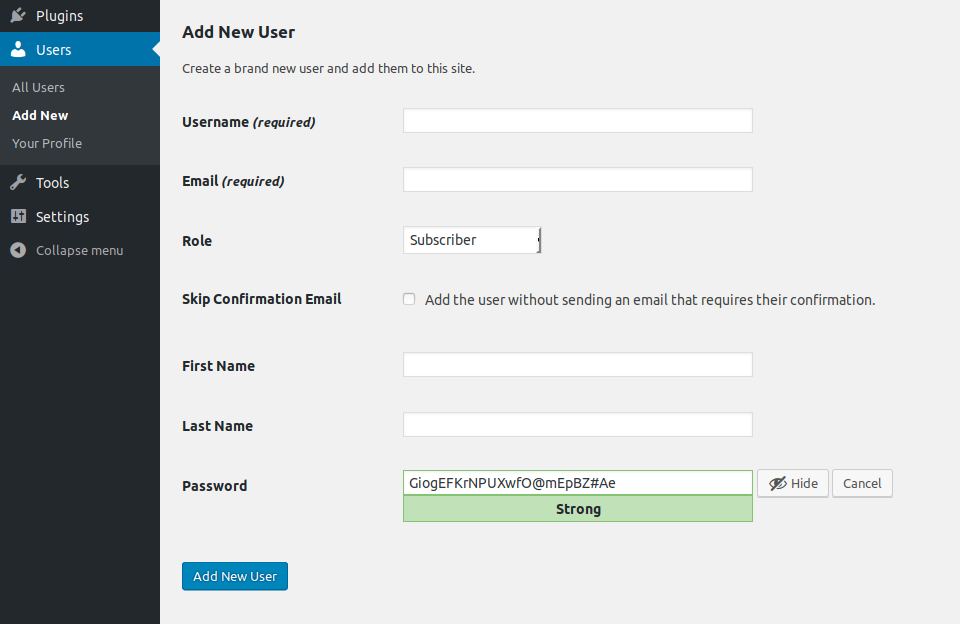 Plugins
Users
All Users
Add New
Your Profile
Tools
Settings
Collapse menu
Add New User
Create a brand new user and add them to this site.
Username (required)
Email (required)
Role Subscriber
Skip Confirmation Email Add the user without sending an email that requires their confirmation.
First Name
Last Name
Password GiogEFKrNPUXwfO@mEpBZ#Ae Hide Cancel
Strong
Add New User